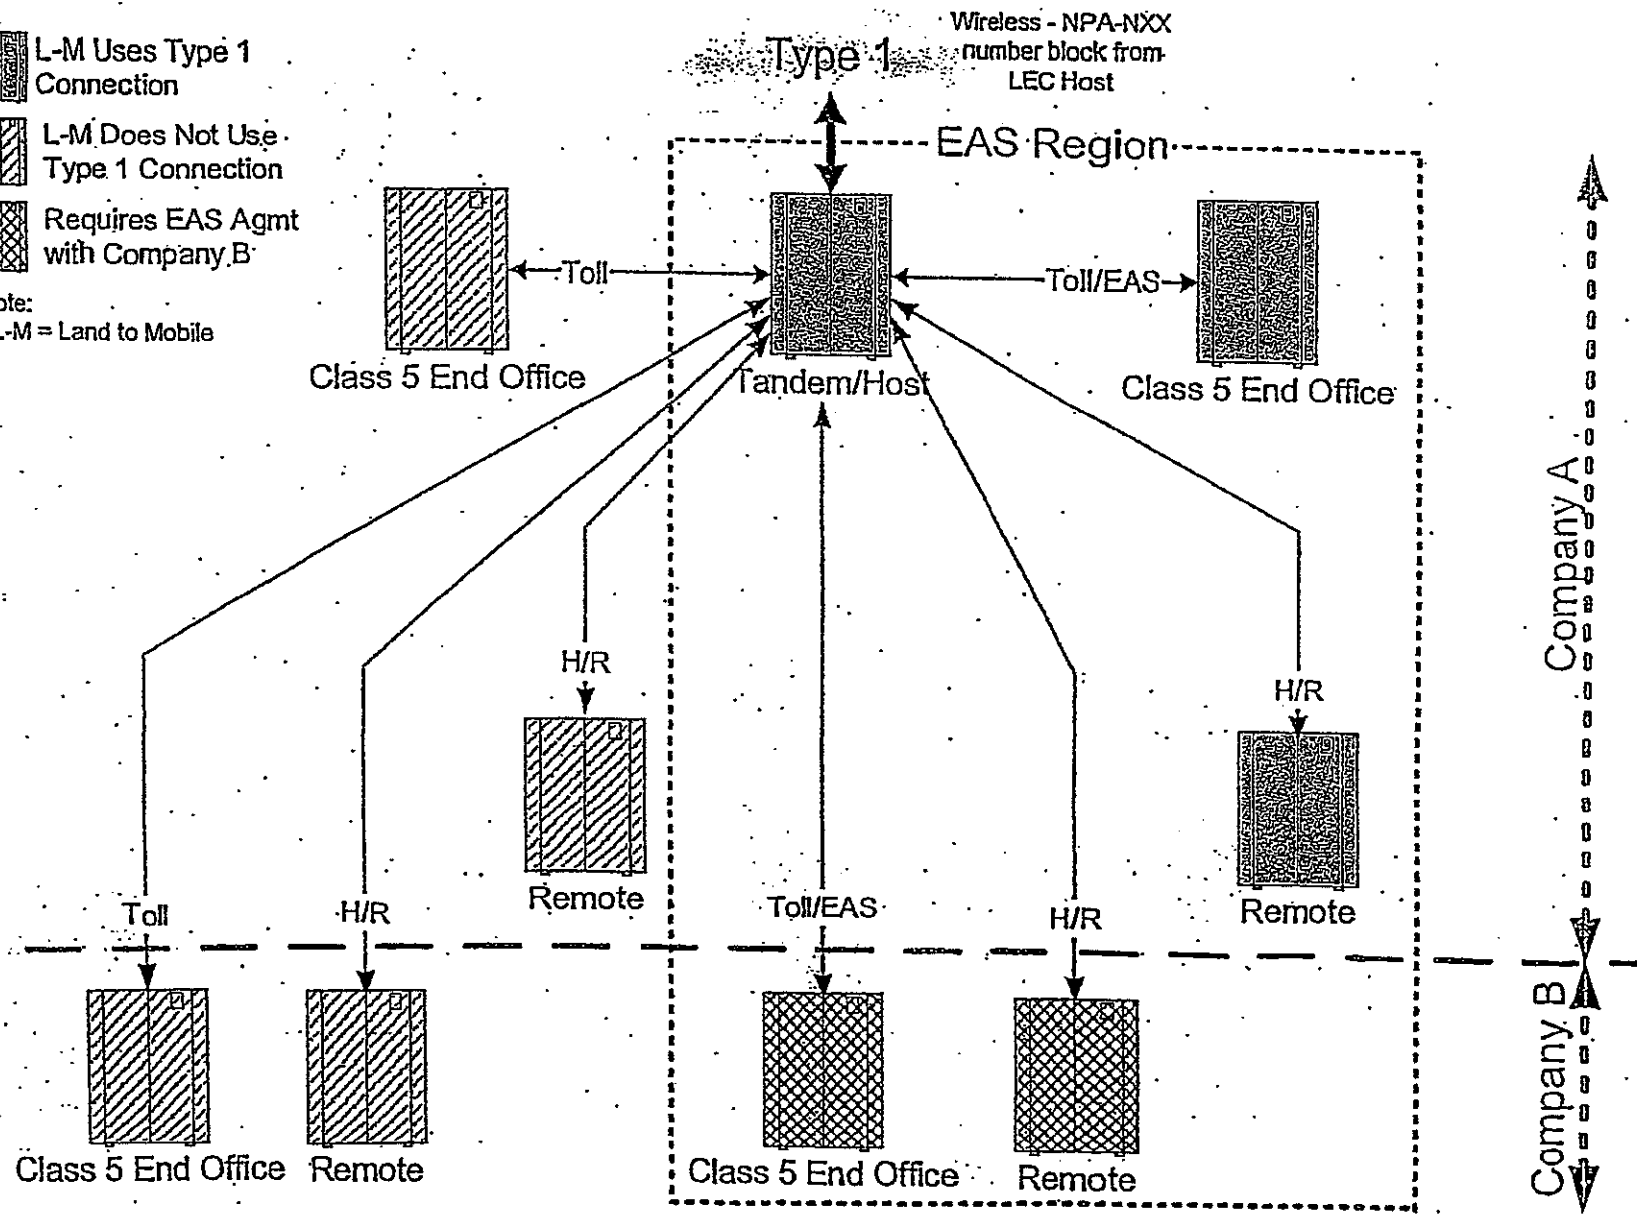 L-M Uses Type 1
Connection
L-M Does Not Use
Type 1 Connection
Requires EAS Agmt
with Company B
ote:
L-M = Land to Mobile
Type 1
Wireless - NPA-NXX
number block from
LEC Host
EAS Region
Toll
Toll/EAS
Class 5 End Office
Tandem/Host
Class 5 End Office
Company A
H/R
H/R
Remote
Remote
Toll
H/R
Toll/EAS
H/R
Company B
Class 5 End Office
Remote
Class 5 End Office
Remote